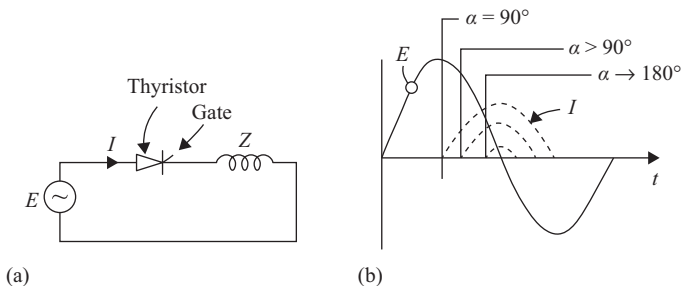 Thyristor
Gate
I
Z
E
~
(a)
α = 90°
α > 90°
α → 180°
E
I
t
(b)